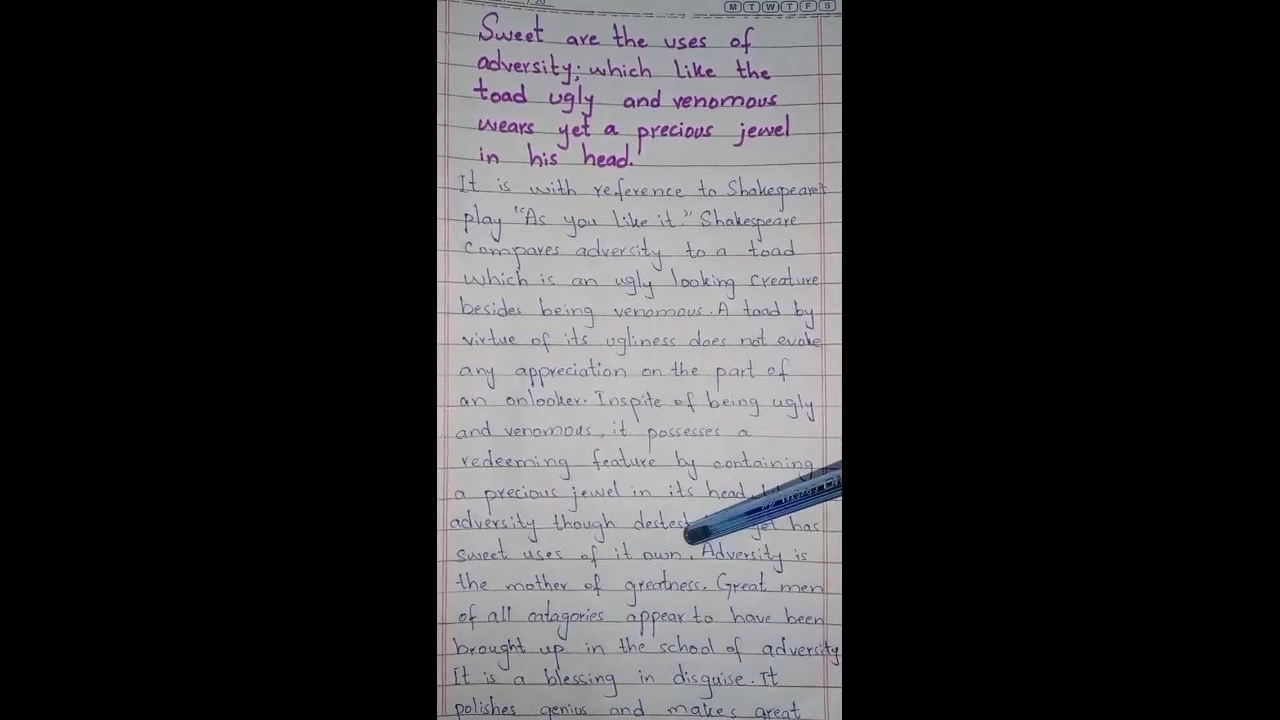 M T W T F S
Sweet are the uses of
adversity; which like the
toad ugly and venomous
wears yet a precious jewel
in his head.
It is with reference to Shakespeare's
play "As you like it." Shakespeare
compares adversity to a toad
which is an ugly looking creature
besides being venomous. A toad by
virtue of its ugliness does not evoke
any appreciation on the part of
an onlooker. Inspite of being ugly
and venomous, it possesses a
redeeming feature by containing
a precious jewel in its head.
adversity though has
sweet uses of it own. Adversity is
the mother of greatness. Great men
of all catagories appear to have been
brought up in the school of adversity
It is a blessing in disguise. It
polishes genius and makes great